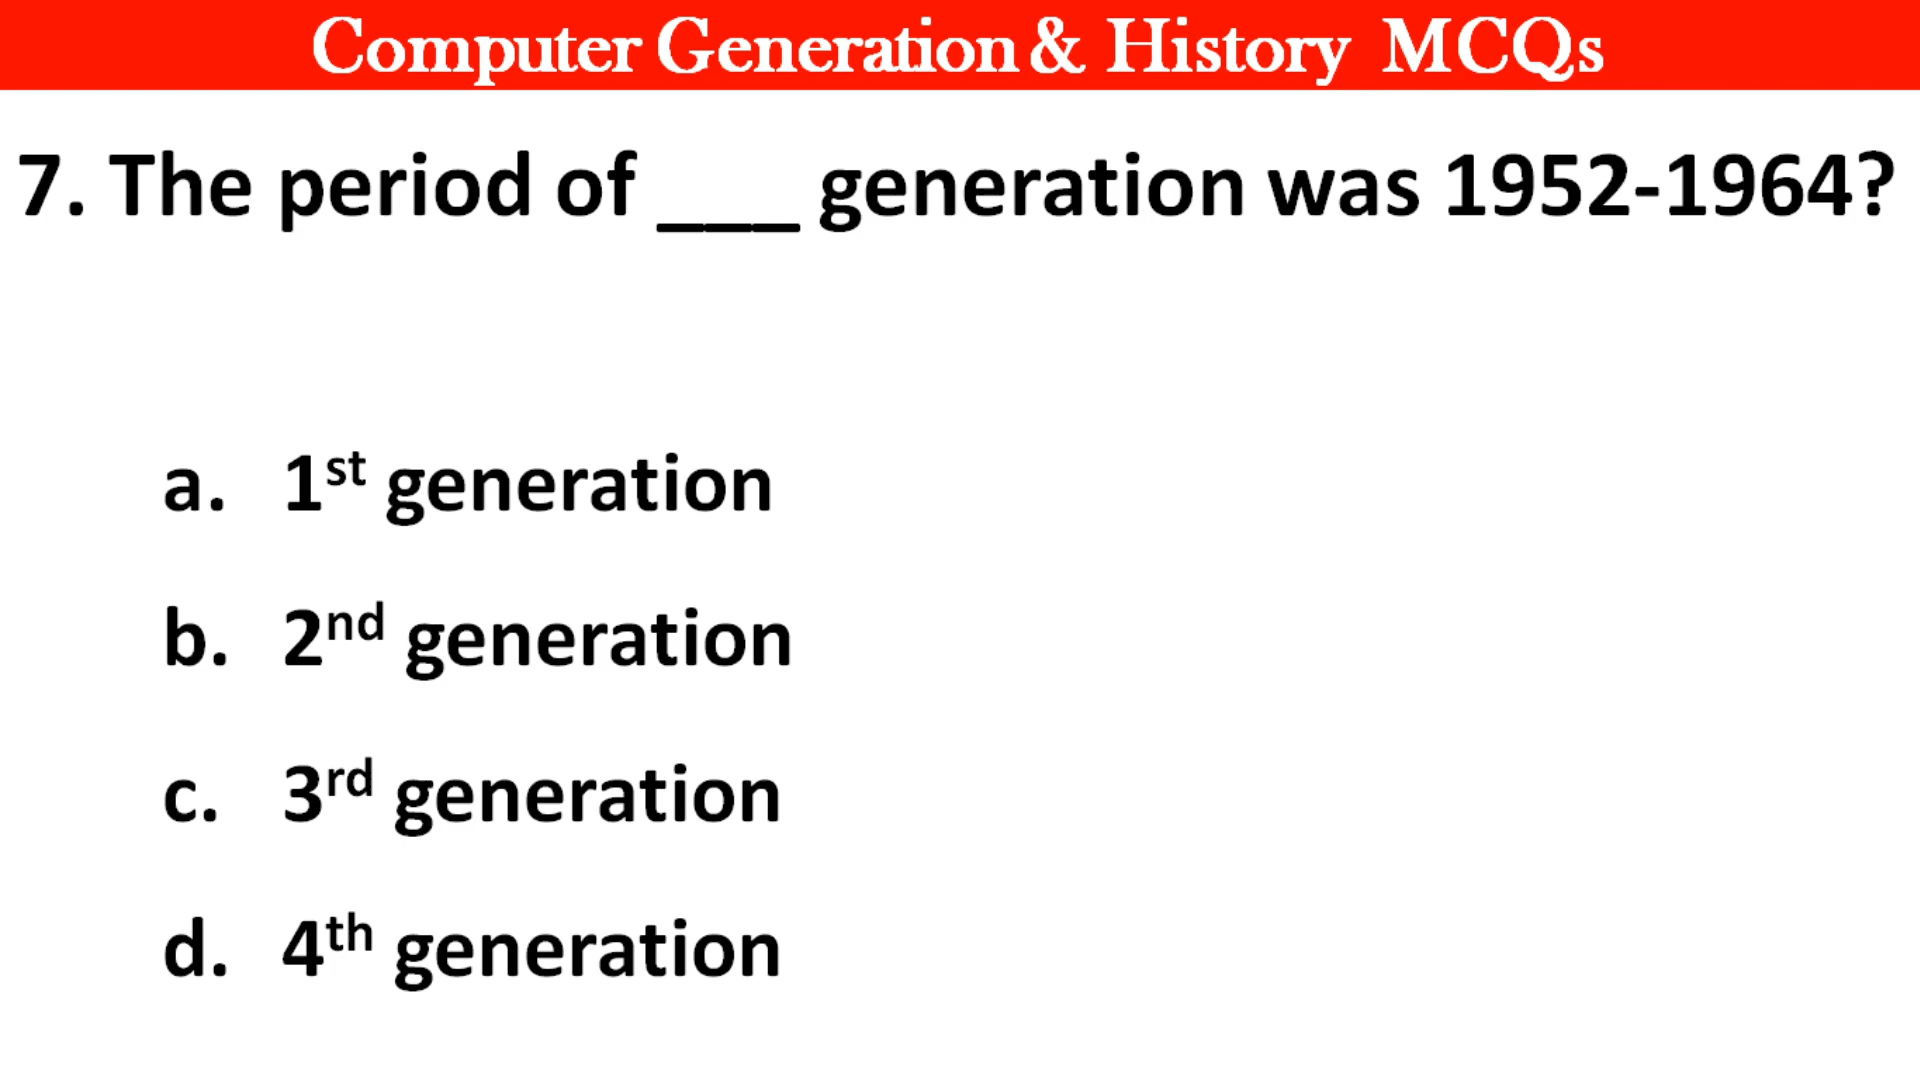 Computer Generation & History MCQs
7. The period of ___ generation was 1952-1964?
a. 1st generation
b. 2nd generation
c. 3rd generation
d. 4th generation